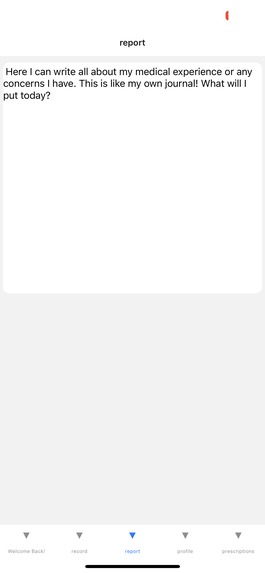 report
Here I can write all about my medical experience or any
concerns I have. This is like my own journal! What will I
put today?
Welcome Back! record report profile prescriptions